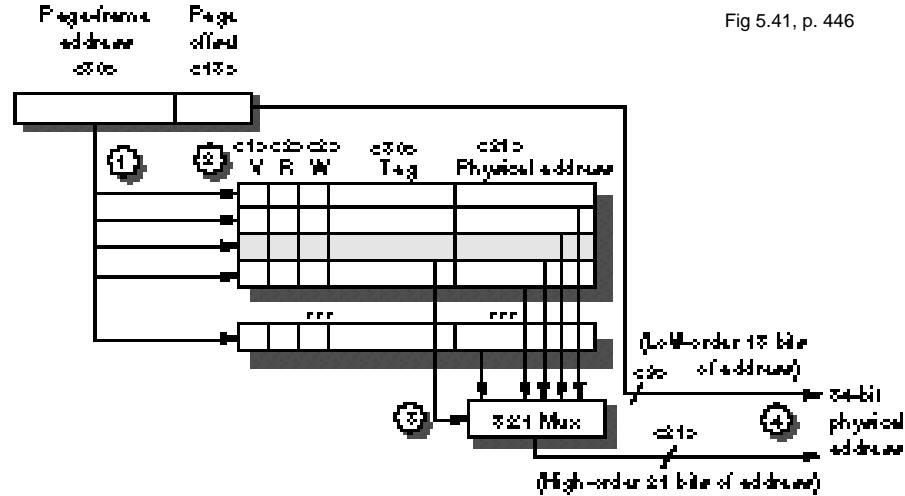 Fig 5.41, p. 446
Page-frame
address
<30>
Page
offset
<13>
1
2
<1> <2> <2>
V R W
<30>
Tag
<21>
Physical address
(Low-order 13 bits
of address)
3
32:1 Mux
<21>
4
34-bit
physical
address
(High-order 21 bits of address)